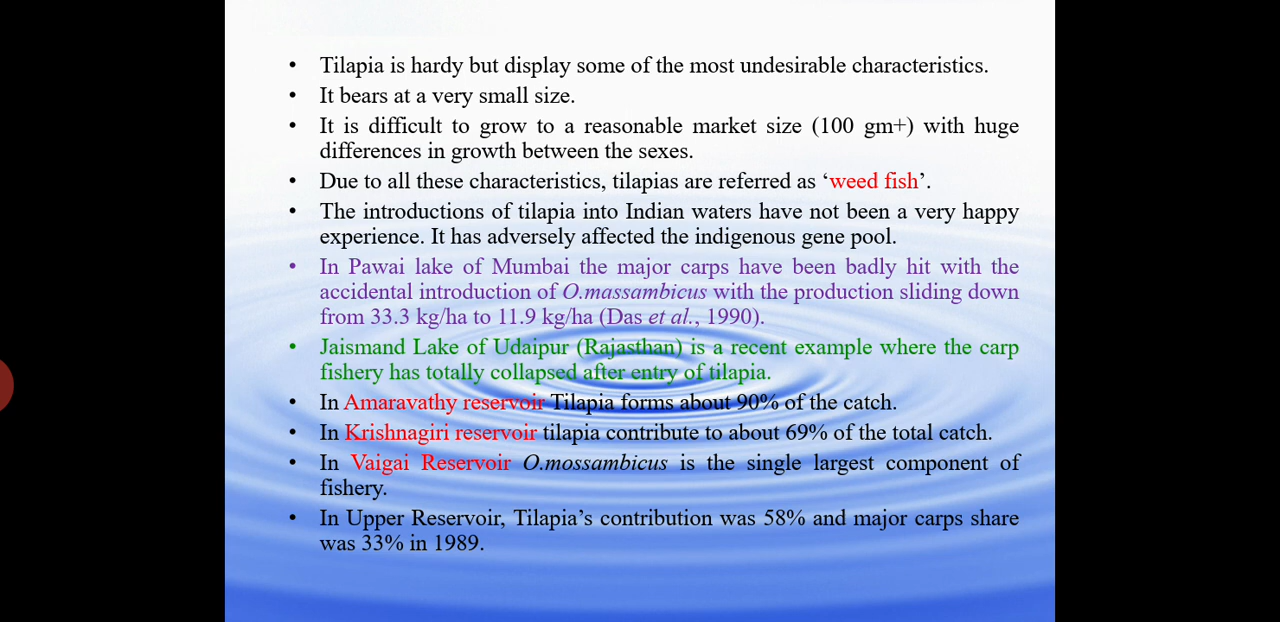 • Tilapia is hardy but display some of the most undesirable characteristics.
• It bears at a very small size.
• It is difficult to grow to a reasonable market size (100 gm+) with huge
differences in growth between the sexes.
• Due to all these characteristics, tilapias are referred as ‘weed fish’.
• The introductions of tilapia into Indian waters have not been a very happy
experience. It has adversely affected the indigenous gene pool.
• In Pawai lake of Mumbai the major carps have been badly hit with the
accidental introduction of O.massambicus with the production sliding down
from 33.3 kg/ha to 11.9 kg/ha (Das et al., 1990).
• Jaismand Lake of Udaipur (Rajasthan) is a recent example where the carp
fishery has totally collapsed after entry of tilapia.
• In Amaravathy reservoir Tilapia forms about 90% of the catch.
• In Krishnagiri reservoir tilapia contribute to about 69% of the total catch.
• In Vaigai Reservoir O.mossambicus is the single largest component of
fishery.
• In Upper Reservoir, Tilapia’s contribution was 58% and major carps share
was 33% in 1989.